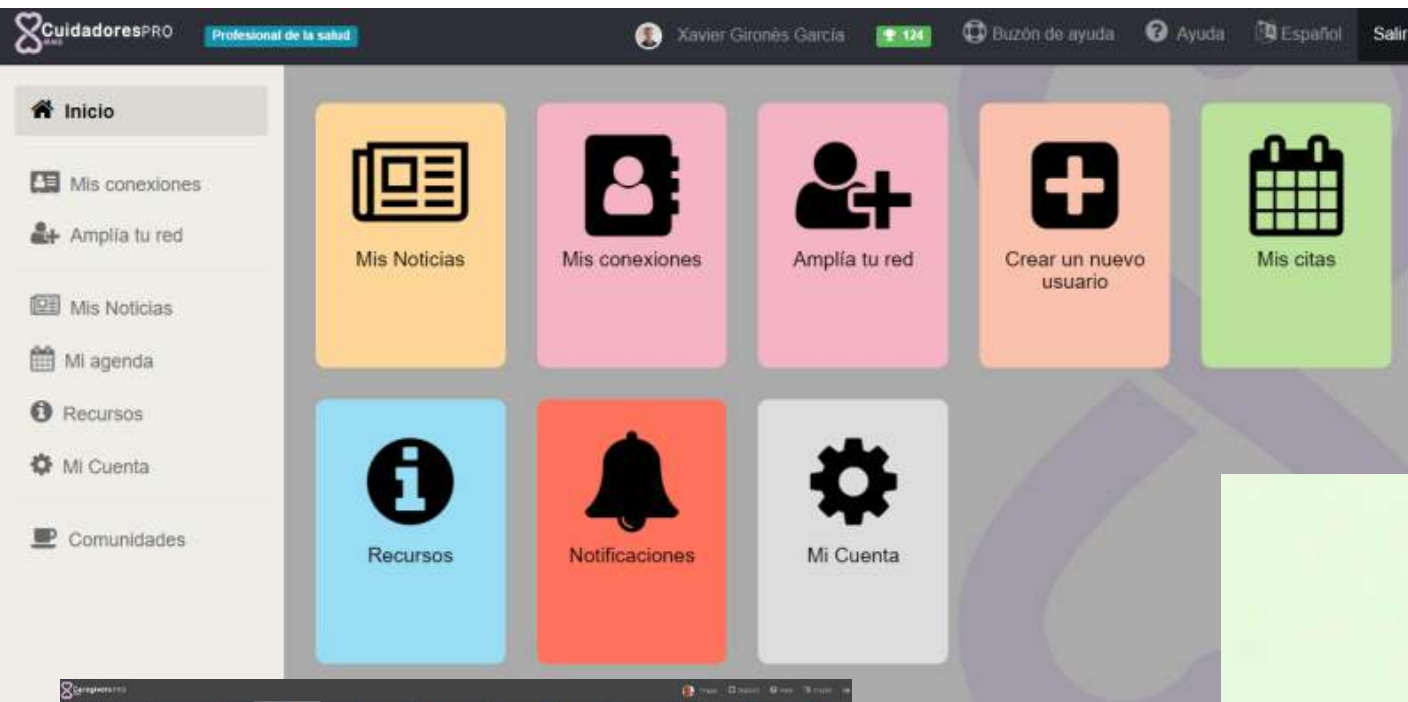 CuidadoresPRO
MMD
Profesional de la salud
Xavier Gironès García
124
Buzón de ayuda
Ayuda
Español
Salir
Inicio
Mis conexiones
Amplía tu red
Mis Noticias
Mi agenda
Recursos
Mi Cuenta
Comunidades
Mis Noticias
Mis conexiones
Amplía tu red
Crear un nuevo
usuario
Mis citas
Recursos
Notificaciones
Mi Cuenta
CaregiversPRO